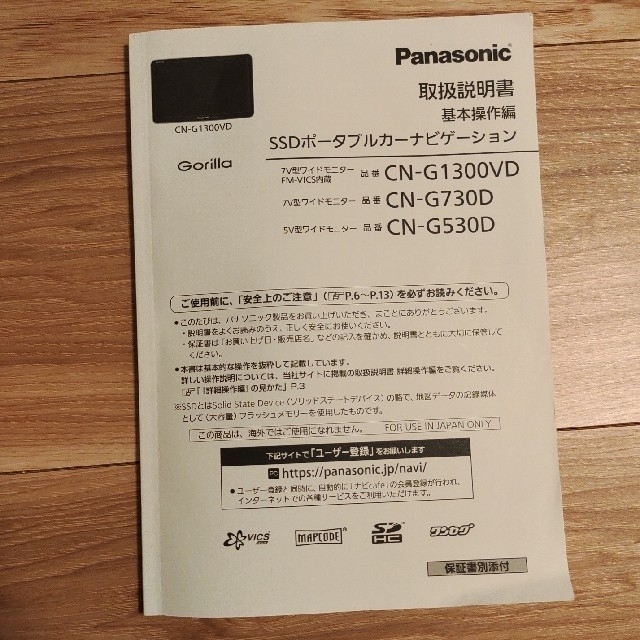 Panasonic
取扱説明書
基本操作編
SSDポータブルカーナビゲーション
CN-G1300VD
Gorilla
7V型ワイドモニター FM-VICS内蔵 品番 CN-G1300VD
7V型ワイドモニター 品番 CN-G730D
5V型ワイドモニター 品番 CN-G530D
ご使用前に、「安全上のご注意」(P.6~P.13)を必ずお読みください。
●このたびは、パナソニック製品をお買い上げいただき、まことにありがとうございます。
・説明書をよくお読みのうえ、正しく安全にお使いください。
・保証書は「お買い上げ日・販売店名」などの記入を確かめ、説明書とともに大切に保管して
ください。
●本書は基本的な操作を抜粋して記載しています。
詳しい操作説明については、当社サイトに掲載の取扱説明書 詳細操作編をご覧ください。
「「詳細操作編」の見かた」P.3
※SSDとはSolid State Device(ソリッドステートデバイス)の略で、地図データの記録媒体
として(大容量)フラッシュメモリーを使用したものです。
この商品は、海外ではご使用になれません。 FOR USE IN JAPAN ONLY
下記サイトで「ユーザー登録」をお願いします
PC https://panasonic.jp/navi/
●ユーザー登録と同時に、自動的に「ナビcafe」の会員登録が行われ、
インターネットでの各種サービスをご利用いただけます。
VICS MAPCODE SD HC ワンログ
保証書別添付